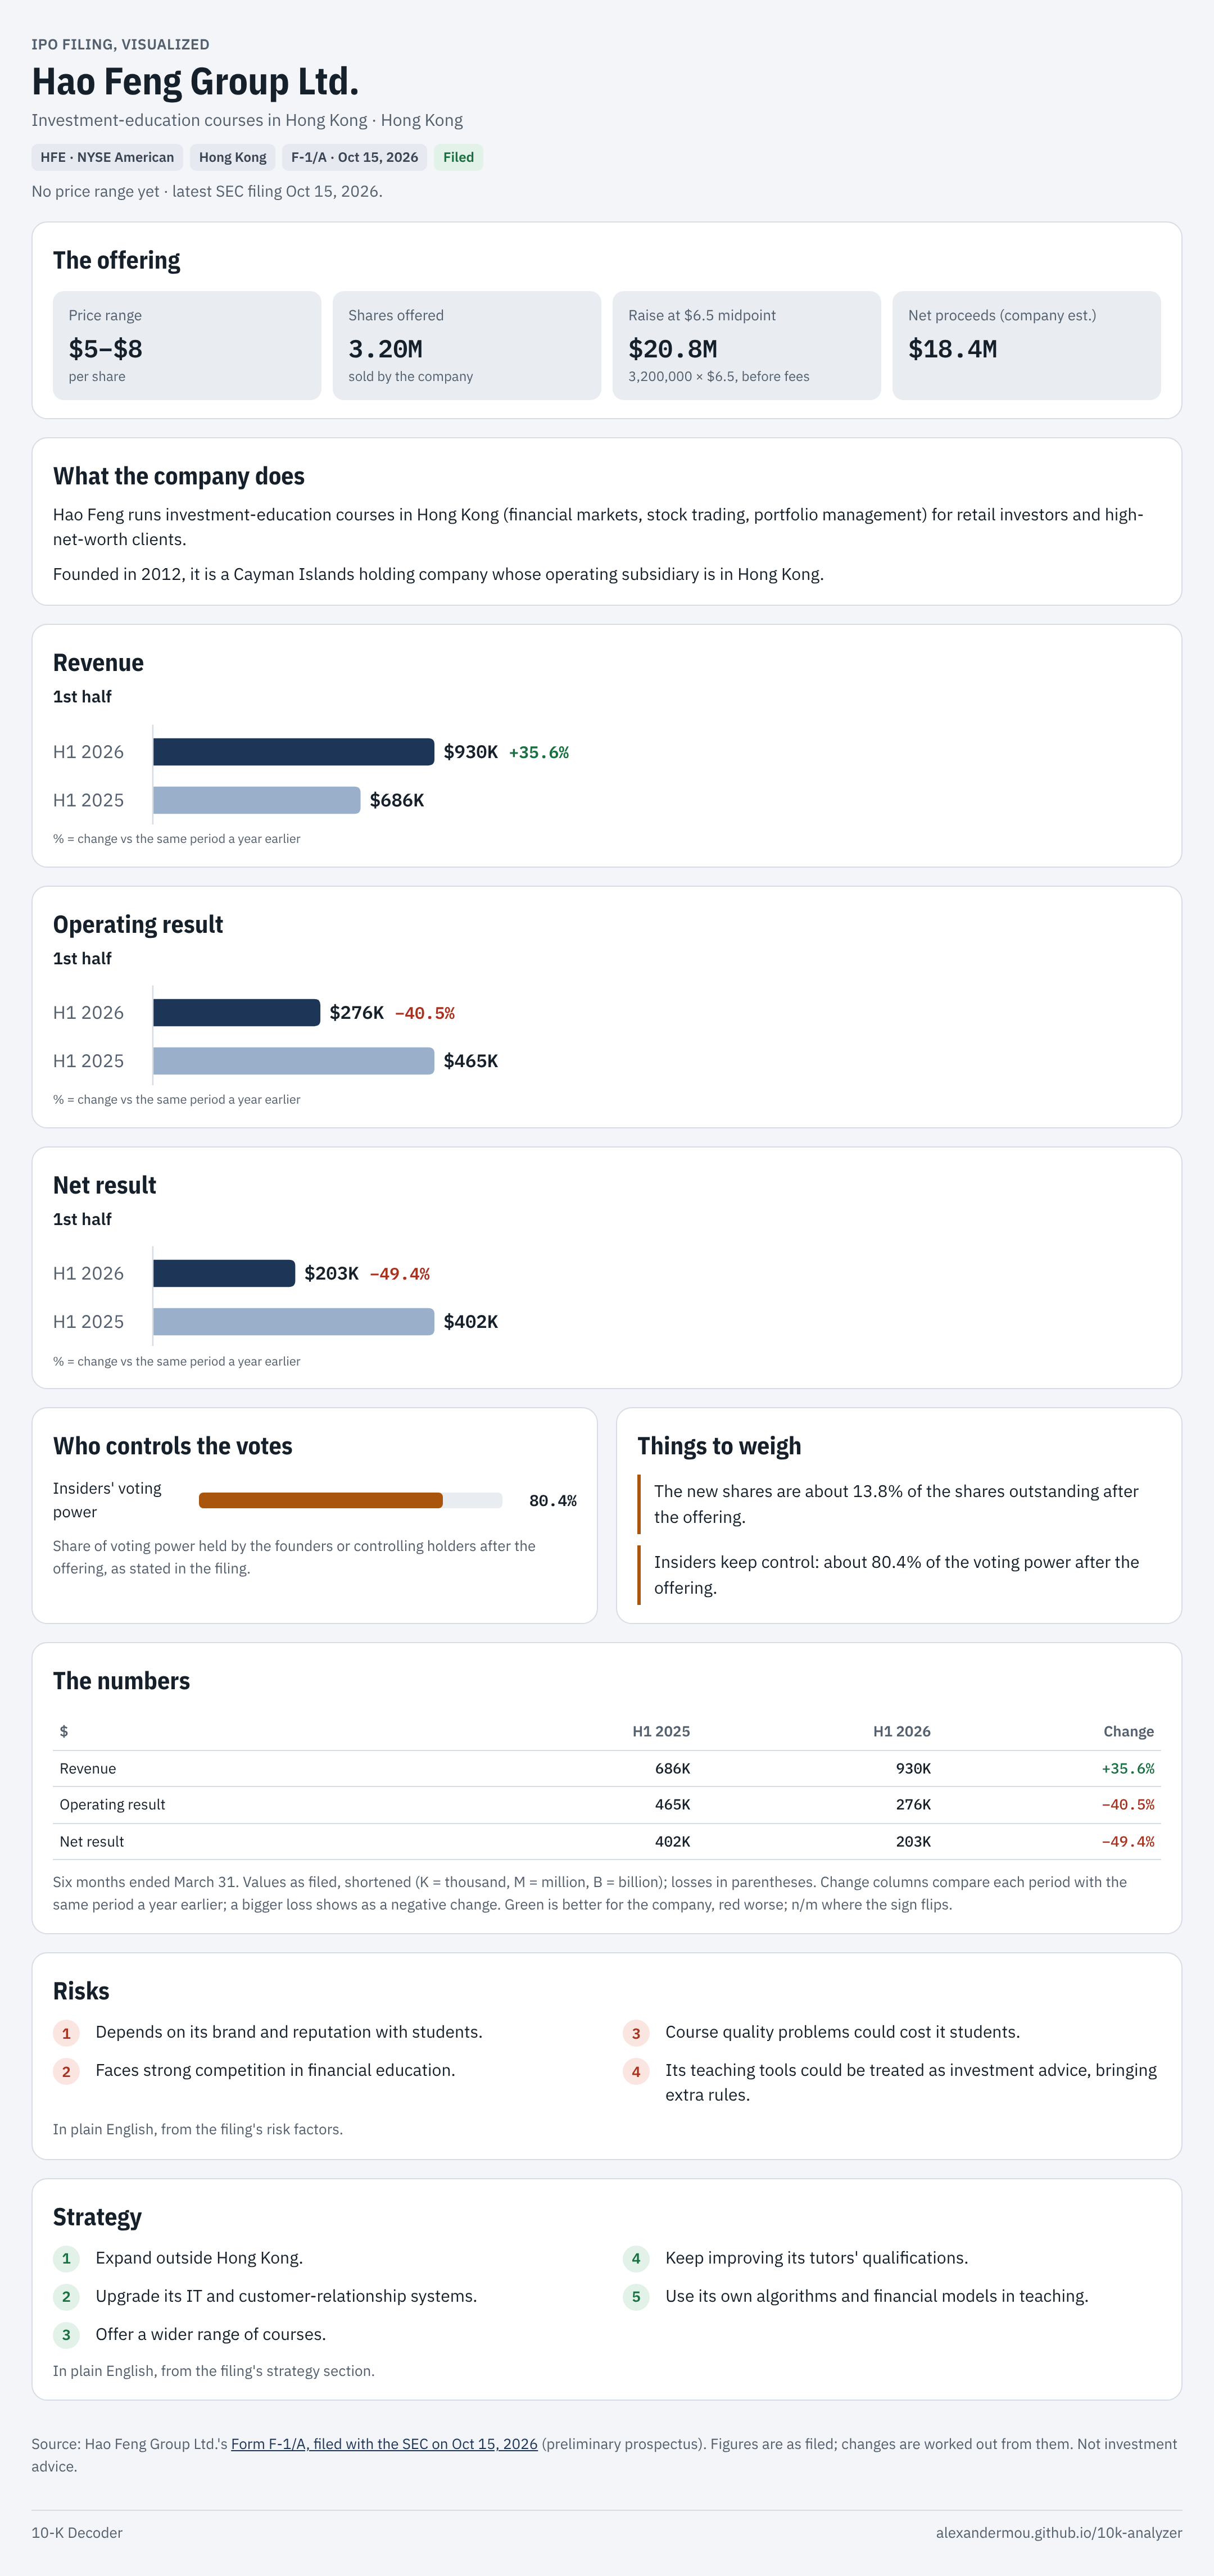 IPO FILING, VISUALIZED
Hao Feng Group Ltd.
Investment-education courses in Hong Kong · Hong Kong
HFE · NYSE American
Hong Kong
F-1/A · Oct 15, 2026
Filed
No price range yet · latest SEC filing Oct 15, 2026.
The offering
Price range
$5–$8
per share
Shares offered
3.20M
sold by the company
Raise at $6.5 midpoint
$20.8M
3,200,000 × $6.5, before fees
Net proceeds (company est.)
$18.4M
What the company does
Hao Feng runs investment-education courses in Hong Kong (financial markets, stock trading, portfolio management) for retail investors and high-
net-worth clients.
Founded in 2012, it is a Cayman Islands holding company whose operating subsidiary is in Hong Kong.
Revenue
1st half
H1 2026 $930K +35.6%
H1 2025 $686K
% = change vs the same period a year earlier
Operating result
1st half
H1 2026 $276K −40.5%
H1 2025 $465K
% = change vs the same period a year earlier
Net result
1st half
H1 2026 $203K −49.4%
H1 2025 $402K
% = change vs the same period a year earlier
Who controls the votes
Insiders' voting
power
80.4%
Share of voting power held by the founders or controlling holders after the
offering, as stated in the filing.
Things to weigh
The new shares are about 13.8% of the shares outstanding after
the offering.
Insiders keep control: about 80.4% of the voting power after the
offering.
The numbers
$ H1 2025 H1 2026 Change
Revenue 686K 930K +35.6%
Operating result 465K 276K −40.5%
Net result 402K 203K −49.4%
Six months ended March 31. Values as filed, shortened (K = thousand, M = million, B = billion); losses in parentheses. Change columns compare each period with the
same period a year earlier; a bigger loss shows as a negative change. Green is better for the company, red worse; n/m where the sign flips.
Risks
1 Depends on its brand and reputation with students.
2 Faces strong competition in financial education.
3 Course quality problems could cost it students.
4 Its teaching tools could be treated as investment advice, bringing
extra rules.
In plain English, from the filing's risk factors.
Strategy
1 Expand outside Hong Kong.
2 Upgrade its IT and customer-relationship systems.
3 Offer a wider range of courses.
4 Keep improving its tutors' qualifications.
5 Use its own algorithms and financial models in teaching.
In plain English, from the filing's strategy section.
Source: Hao Feng Group Ltd.'s Form F-1/A, filed with the SEC on Oct 15, 2026 (preliminary prospectus). Figures are as filed; changes are worked out from them. Not investment
advice.
10-K Decoder
alexandermou.github.io/10k-analyzer